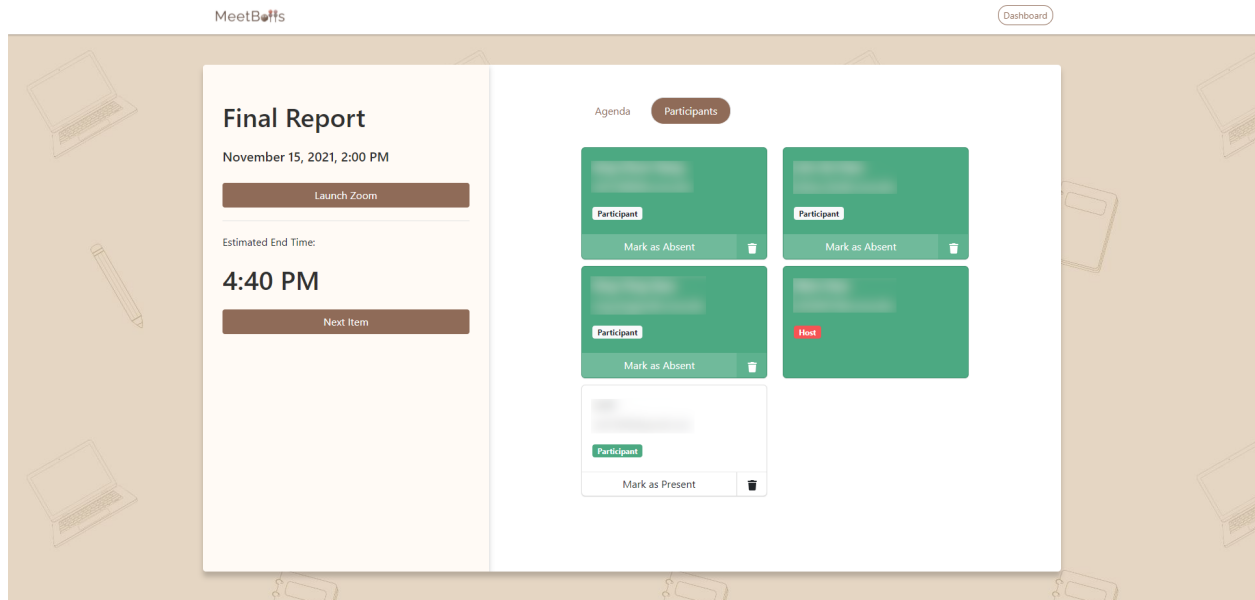 MeetBalls
Dashboard
Final Report
November 15, 2021, 2:00 PM
Launch Zoom
Estimated End Time:
4:40 PM
Next Item
Agenda
Participants
Participant
Mark as Absent
Participant
Mark as Absent
Participant
Mark as Absent
Host
Participant
Mark as Present